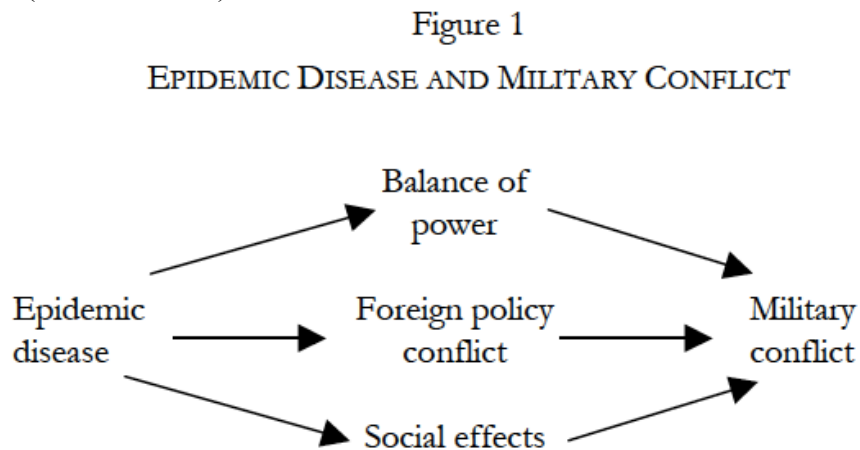 Figure 1
EPIDEMIC DISEASE AND MILITARY CONFLICT
Balance of
power
Epidemic
disease
Foreign policy
conflict
Military
conflict
Social effects